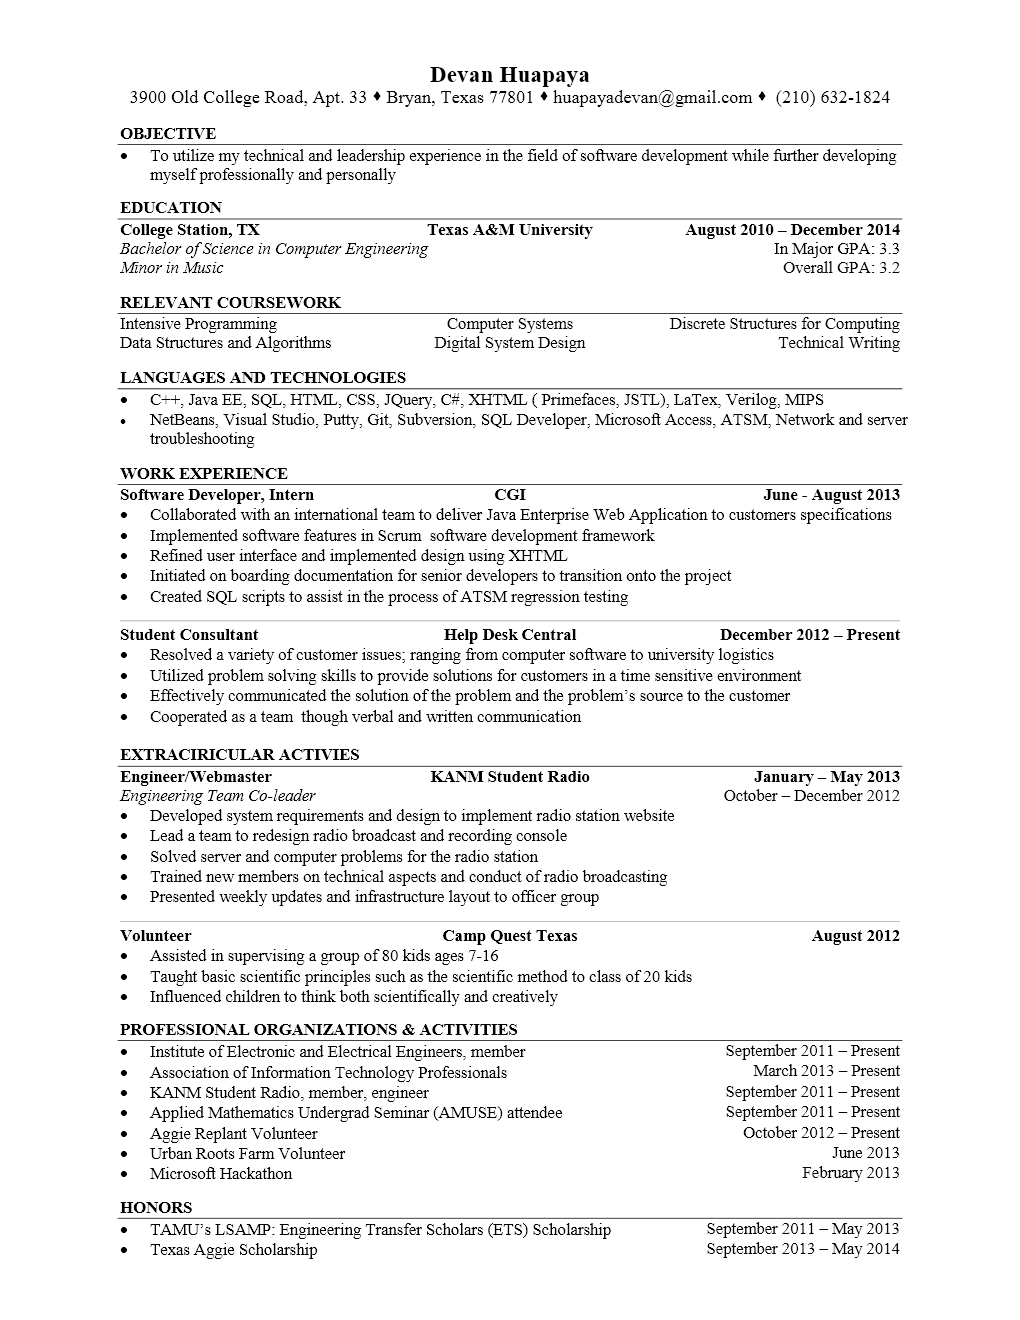 Devan Huapaya
3900 Old College Road, Apt. 33 ♦ Bryan, Texas 77801 ♦ huapayadevan@gmail.com ♦ (210) 632-1824
OBJECTIVE
• To utilize my technical and leadership experience in the field of software development while further developing
myself professionally and personally
EDUCATION
College Station, TX Texas A&M University August 2010 – December 2014
Bachelor of Science in Computer Engineering In Major GPA: 3.3
Minor in Music Overall GPA: 3.2
RELEVANT COURSEWORK
Intensive Programming Computer Systems Discrete Structures for Computing
Data Structures and Algorithms Digital System Design Technical Writing
LANGUAGES AND TECHNOLOGIES
• C++, Java EE, SQL, HTML, CSS, JQuery, C#, XHTML ( Primefaces, JSTL), LaTex, Verilog, MIPS
• NetBeans, Visual Studio, Putty, Git, Subversion, SQL Developer, Microsoft Access, ATSM, Network and server
troubleshooting
WORK EXPERIENCE
Software Developer, Intern CGI June - August 2013
• Collaborated with an international team to deliver Java Enterprise Web Application to customers specifications
• Implemented software features in Scrum software development framework
• Refined user interface and implemented design using XHTML
• Initiated on boarding documentation for senior developers to transition onto the project
• Created SQL scripts to assist in the process of ATSM regression testing
Student Consultant Help Desk Central December 2012 – Present
• Resolved a variety of customer issues; ranging from computer software to university logistics
• Utilized problem solving skills to provide solutions for customers in a time sensitive environment
• Effectively communicated the solution of the problem and the problem's source to the customer
• Cooperated as a team though verbal and written communication
EXTRACIRICULAR ACTIVIES
Engineer/Webmaster KANM Student Radio January – May 2013
Engineering Team Co-leader October – December 2012
• Developed system requirements and design to implement radio station website
• Lead a team to redesign radio broadcast and recording console
• Solved server and computer problems for the radio station
• Trained new members on technical aspects and conduct of radio broadcasting
• Presented weekly updates and infrastructure layout to officer group
Volunteer Camp Quest Texas August 2012
• Assisted in supervising a group of 80 kids ages 7-16
• Taught basic scientific principles such as the scientific method to class of 20 kids
• Influenced children to think both scientifically and creatively
PROFESSIONAL ORGANIZATIONS & ACTIVITIES
• Institute of Electronic and Electrical Engineers, member September 2011 – Present
• Association of Information Technology Professionals March 2013 – Present
• KANM Student Radio, member, engineer September 2011 – Present
• Applied Mathematics Undergrad Seminar (AMUSE) attendee September 2011 – Present
• Aggie Replant Volunteer October 2012 – Present
• Urban Roots Farm Volunteer June 2013
• Microsoft Hackathon February 2013
HONORS
• TAMU's LSAMP: Engineering Transfer Scholars (ETS) Scholarship September 2011 – May 2013
• Texas Aggie Scholarship September 2013 – May 2014